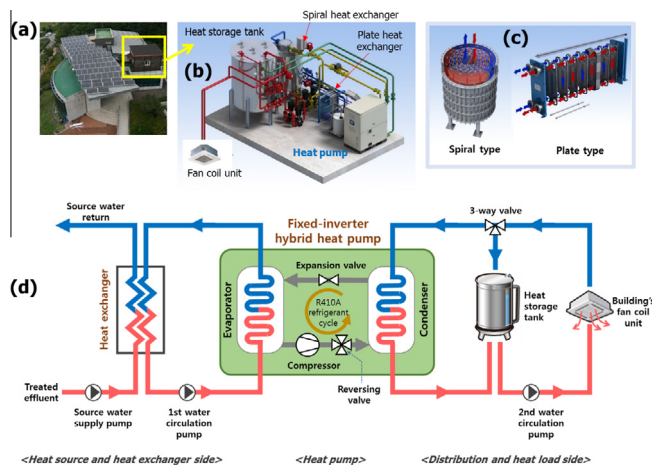 (a)
Heat storage tank
Spiral heat exchanger
Plate heat
exchanger
(b)
Heat pump
Fan coil
unit
(c)
Spiral type
Plate type
(d)
Source water
return
Fixed-inverter
hybrid heat pump
3-way valve
Heat exchanger
Evaporator
Expansion valve
R410A
refrigerant
cycle
Compressor
Condenser
Reversing
valve
Heat
storage
tank
Building's
fan coil
unit
Treated
effluent
Source water
supply pump
1st water
circulation
pump
2nd water
circulation
pump
<Heat source and heat exchanger side>
<Heat pump>
<Distribution and heat load side>